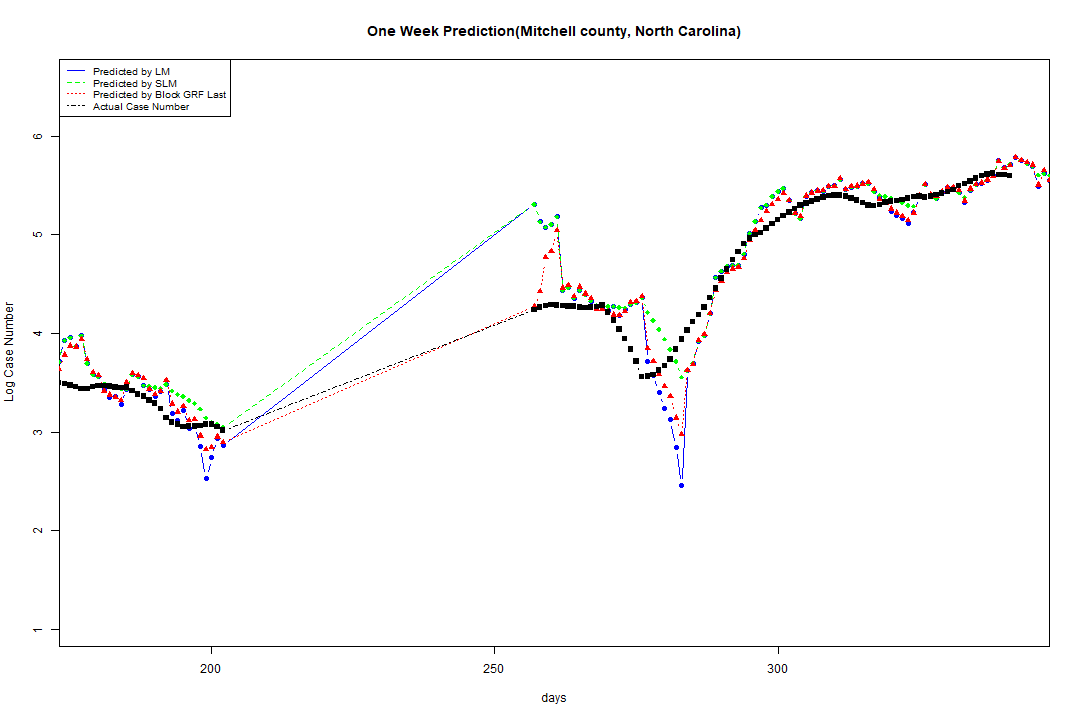 One Week Prediction(Mitchell county, North Carolina)
Predicted by LM
Predicted by SLM
Predicted by Block GRF Last
Actual Case Number
6
5
4
3
2
1
Log Case Number
200
250
300
days